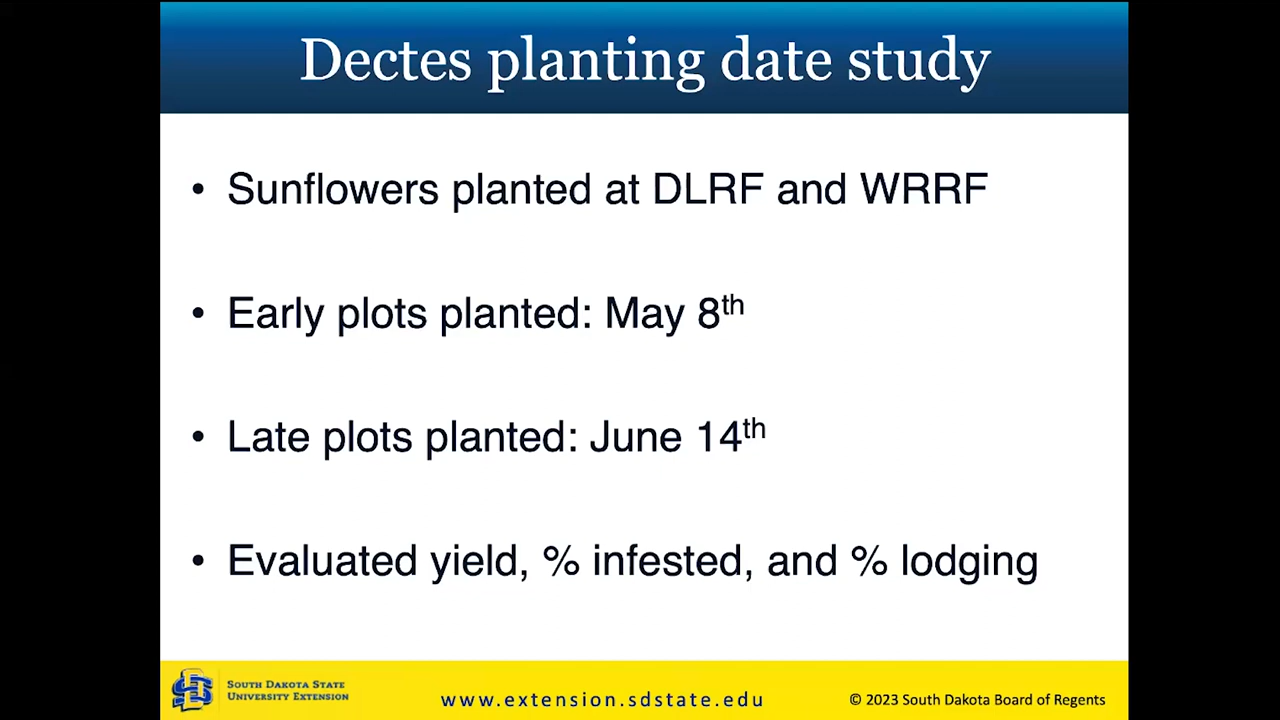 Dectes planting date study
• Sunflowers planted at DLRF and WRRF
• Early plots planted: May 8th
• Late plots planted: June 14th
• Evaluated yield, % infested, and % lodging
SOUTH DAKOTA STATE
UNIVERSITY EXTENSION
www.extension.sdstate.edu
© 2023 South Dakota Board of Regents